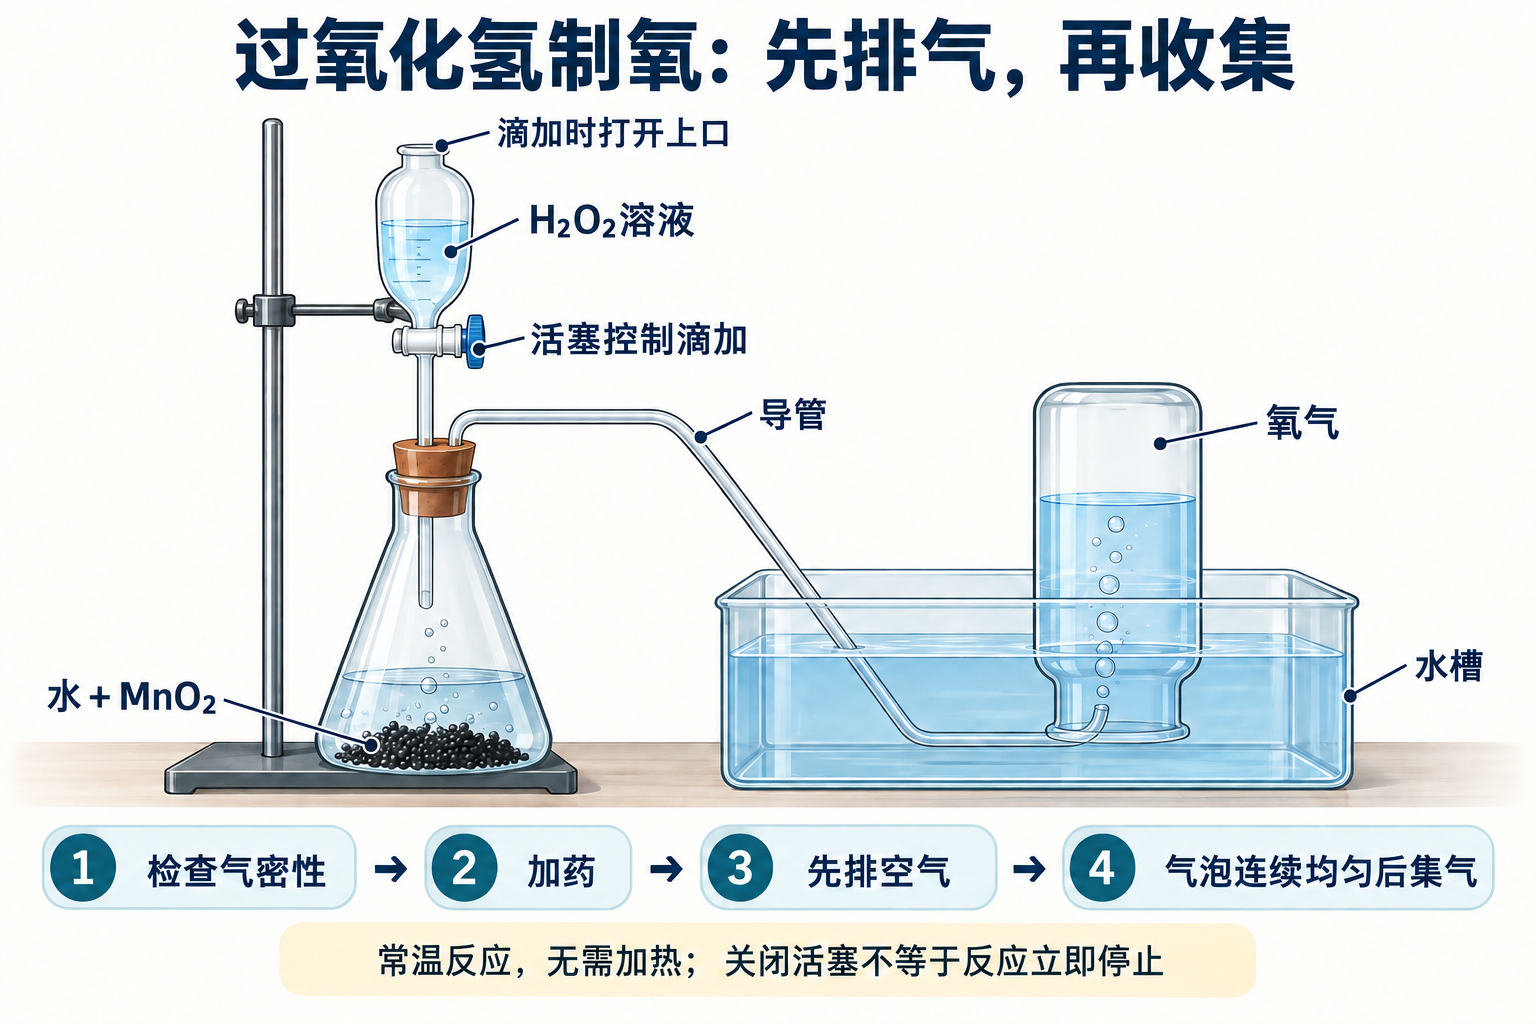 过氧化氢制氧：先排气，再收集
滴加时打开上口
H₂O₂溶液
活塞控制滴加
导管
氧气
水槽
水＋MnO₂
1 检查气密性 → 2 加药 → 3 先排空气 → 4 气泡连续均匀后集气
常温反应，无需加热； 关闭活塞不等于反应立即停止